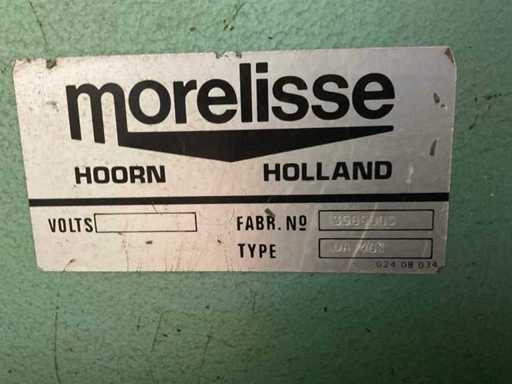 morelisse
HOORN HOLLAND
VOLTS FABR. Nº
TYPE
024 08 034